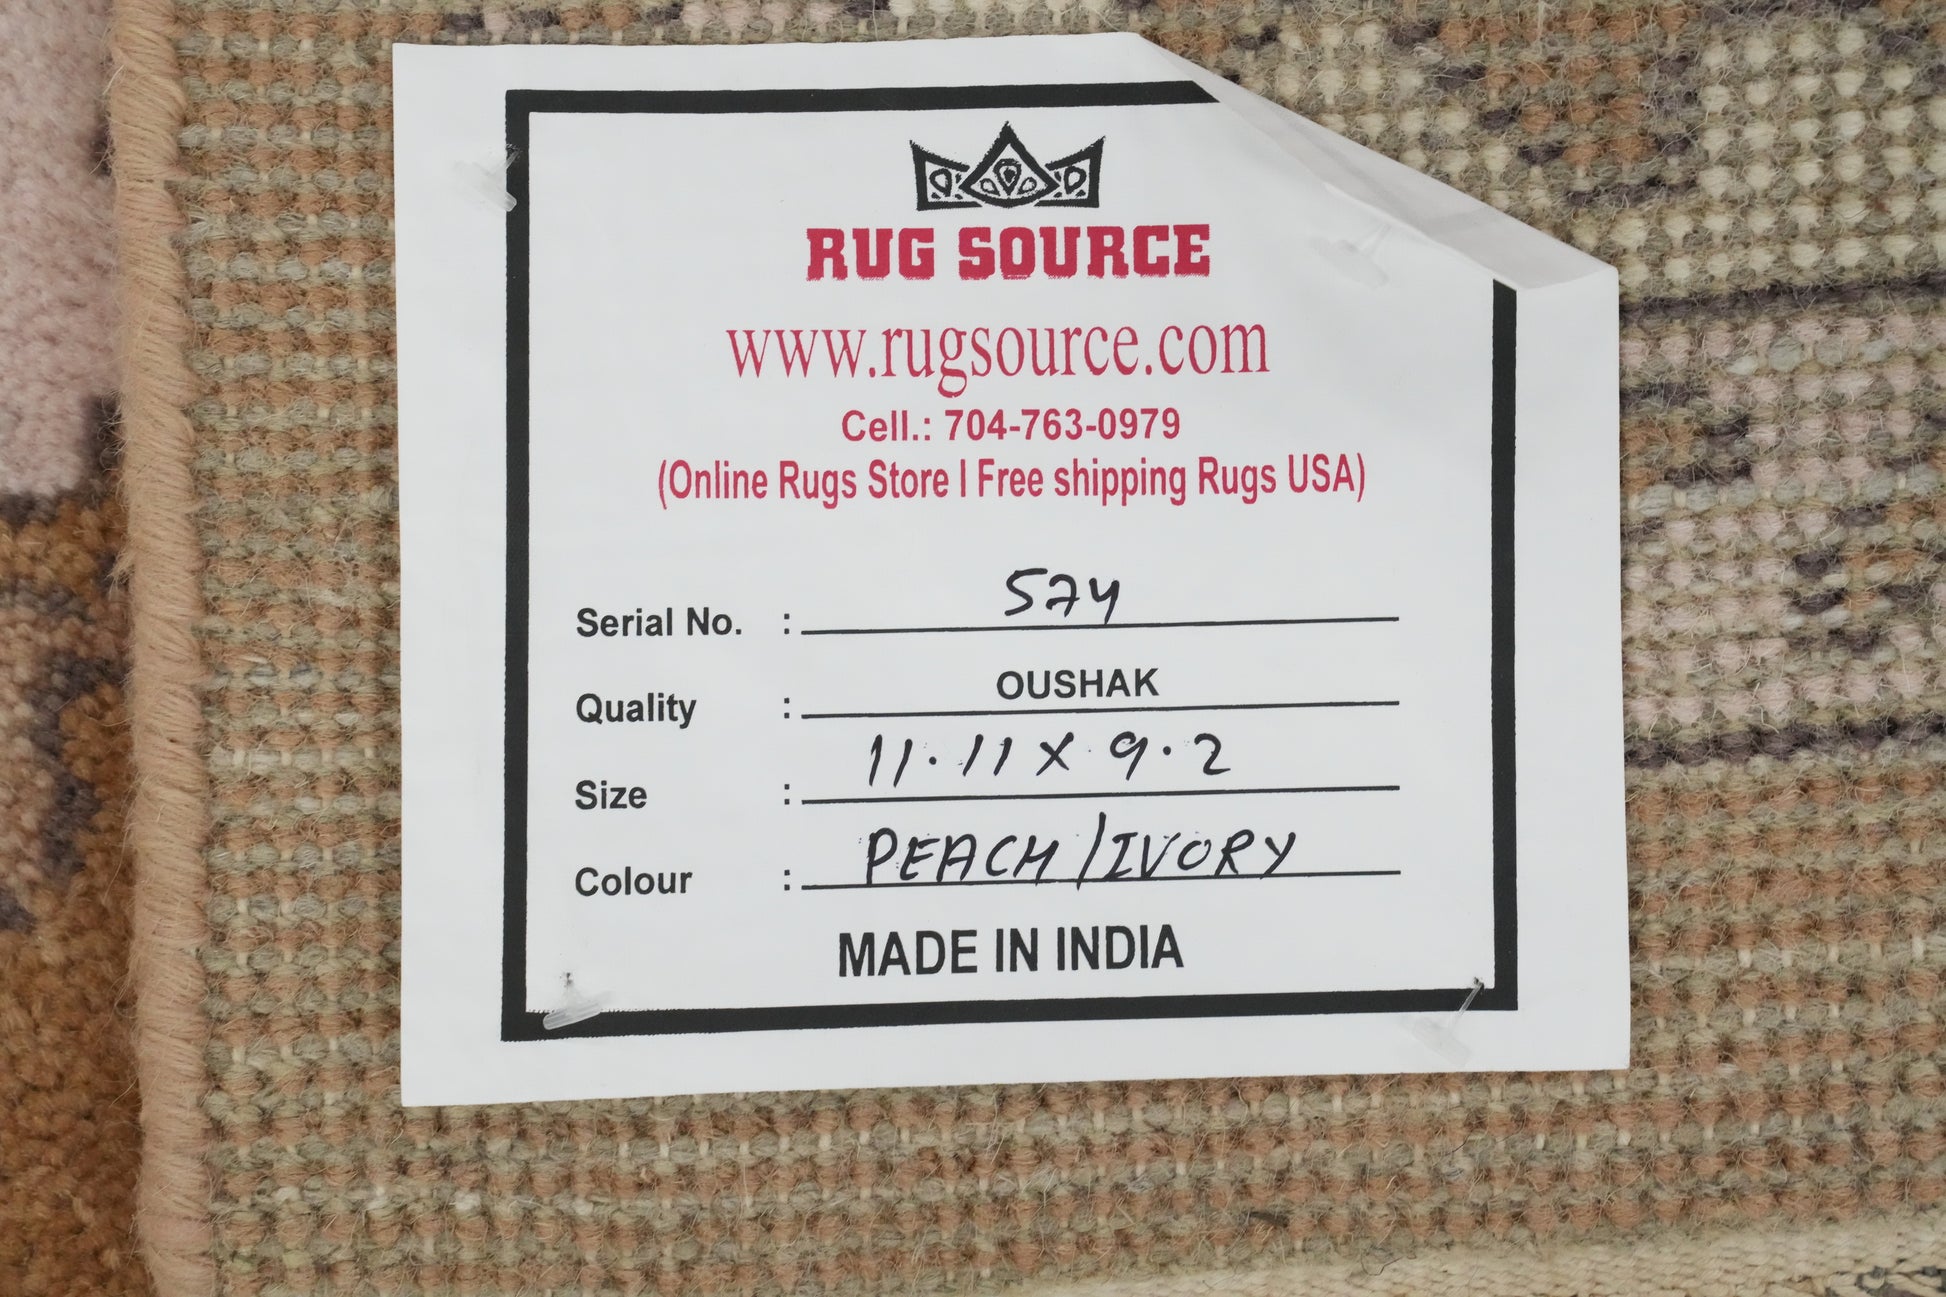 RUG SOURCE
www.rugsource.com
Cell.: 704-763-0979
(Online Rugs Store I Free shipping Rugs USA)
Serial No. : 574
Quality : OUSHAK
Size : 11.11 X 9.2
Colour : PEACH/IVORY
MADE IN INDIA